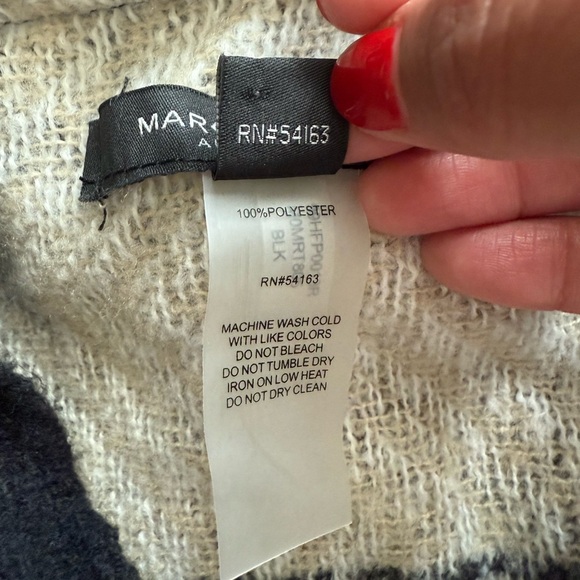 RN#54163
100%POLYESTER
BLK
RN#54163
MACHINE WASH COLD
WITH LIKE COLORS
DO NOT BLEACH
DO NOT TUMBLE DRY
IRON ON LOW HEAT
DO NOT DRY CLEAN